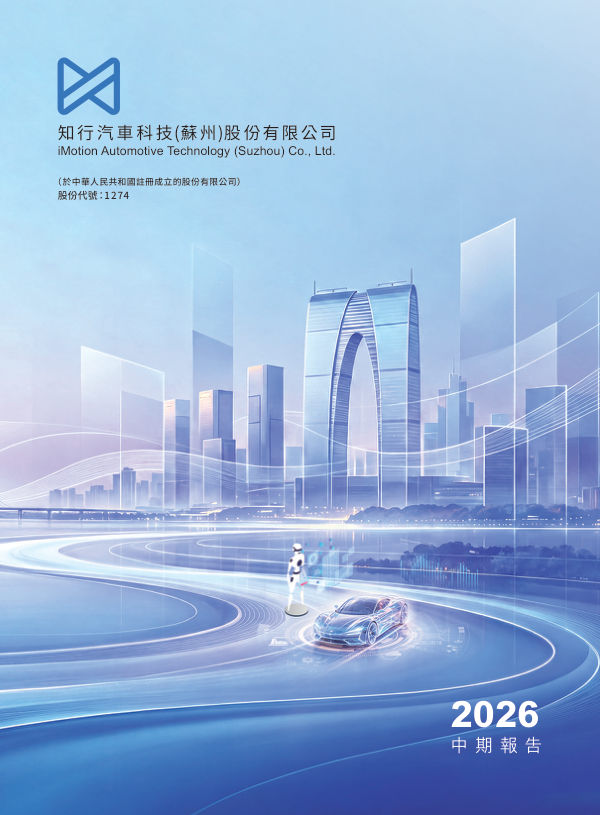 知行汽車科技(蘇州)股份有限公司
iMotion Automotive Technology (Suzhou) Co., Ltd.
（於中華人民共和國註冊成立的股份有限公司）
股份代號：1274
2026
中期報告